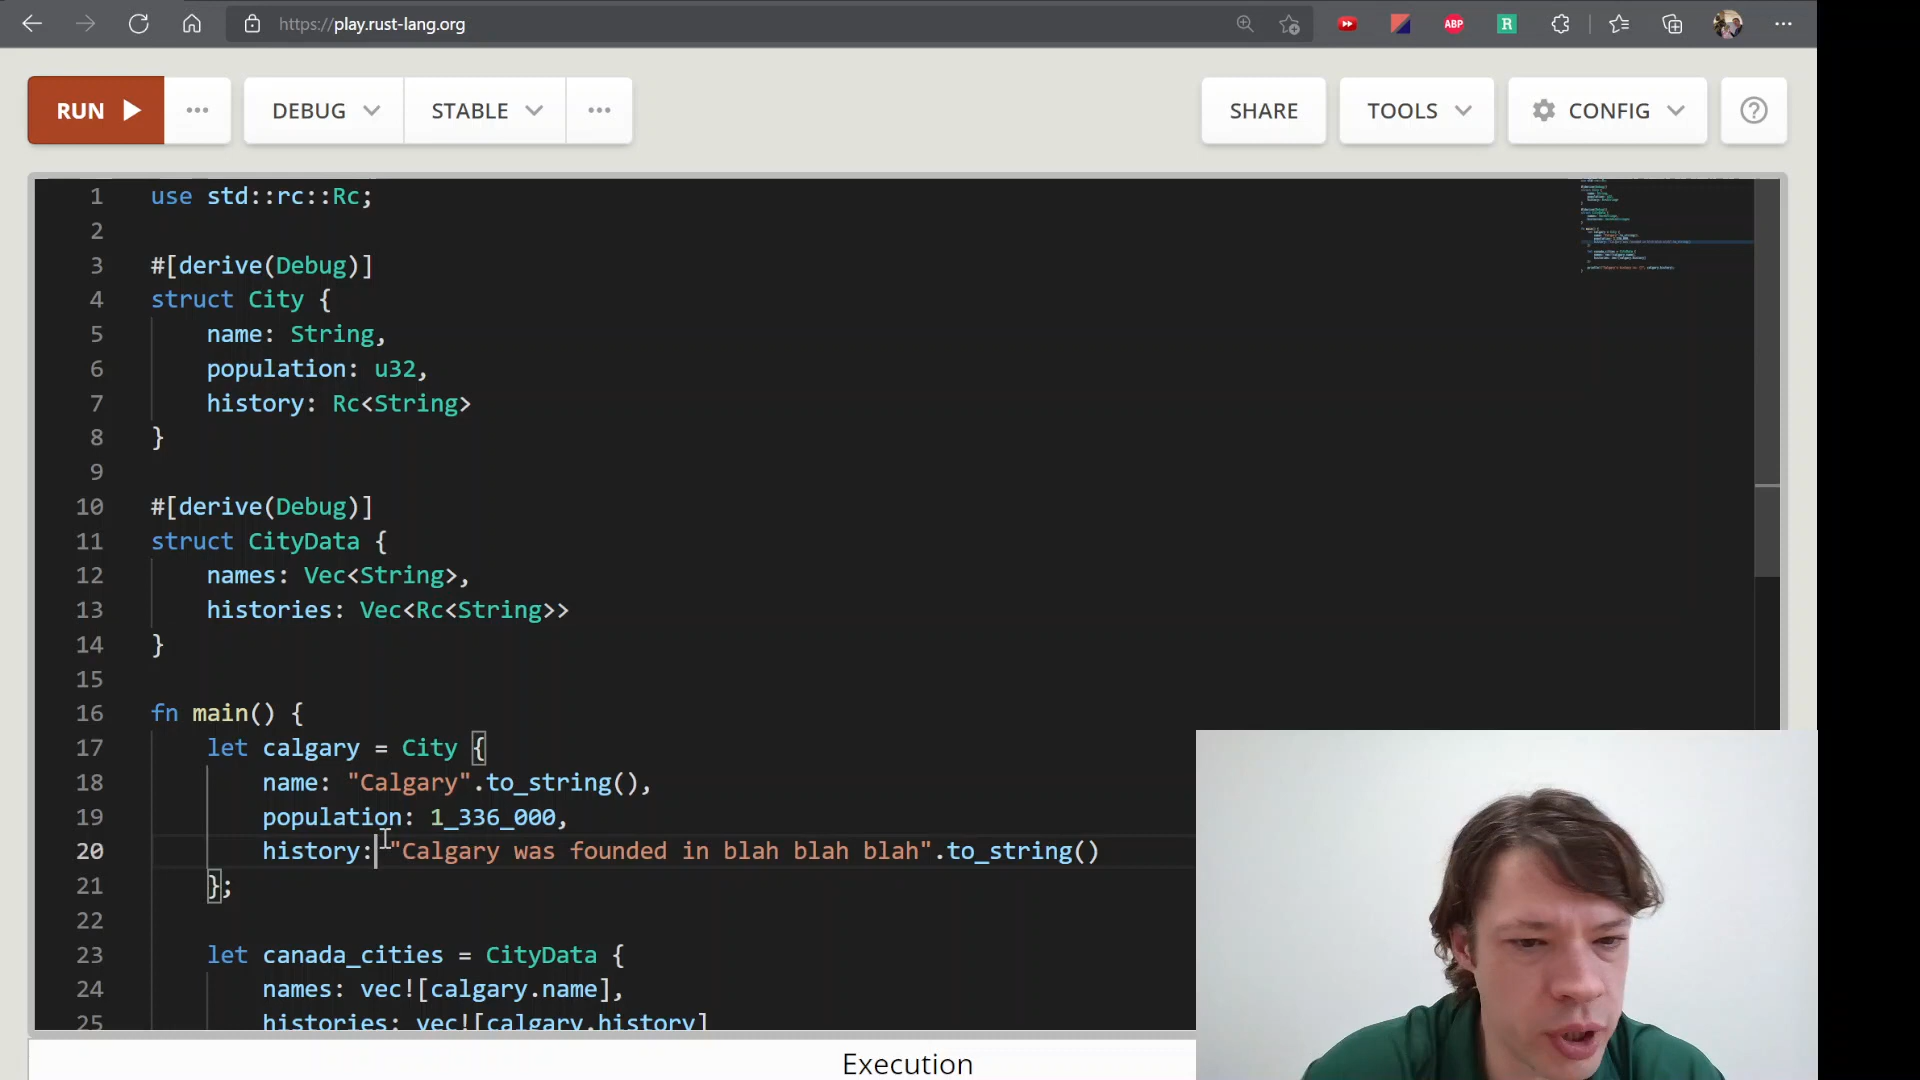 https://play.rust-lang.org
ABP
R
RUN
DEBUG
STABLE
SHARE
TOOLS
CONFIG
1 use std::rc::Rc;
2
3 #[derive(Debug)]
4 struct City {
5 name: String,
6 population: u32,
7 history: Rc<String>
8 }
9
10 #[derive(Debug)]
11 struct CityData {
12 names: Vec<String>,
13 histories: Vec<Rc<String>>
14 }
15
16 fn main() {
17 let calgary = City {
18 name: "Calgary".to_string(),
19 population: 1_336_000,
20 history: "Calgary was founded in blah blah blah".to_string()
21 };
22
23 let canada_cities = CityData {
24 names: vec![calgary.name],
25 histories: vec![calgary.history]
Execution